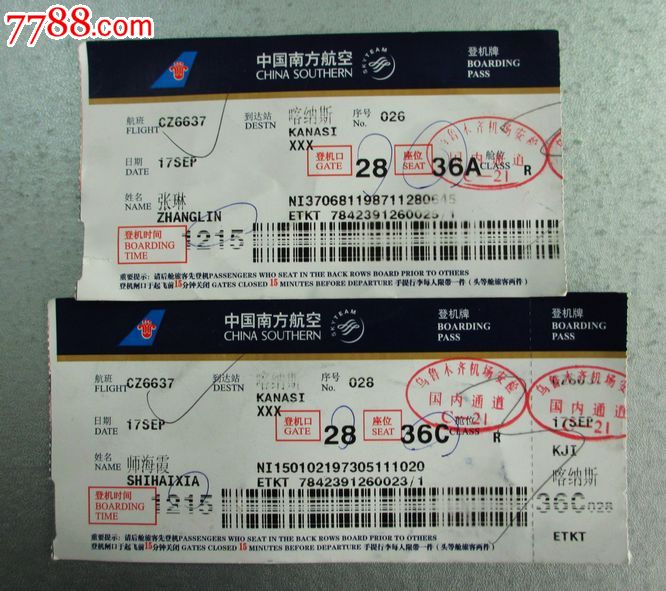 7788.com
中国南方航空
CHINA SOUTHERN
SKYTEAM
登机牌
BOARDING
PASS
航班
FLIGHT CZ6637
到达站
DESTN
喀纳斯
KANASI
XXX
序号
No. 026
日期
DATE 17SEP
登机口
GATE 28
座位
SEAT 36A
舱位
CLASS R
乌鲁木齐机场安检
国内通道
C-21
姓名
NAME
张琳
ZHANGLIN
ETKT 7842391260025/1
登机时间
BOARDING
TIME
1215
重要提示:请后舱旅客先登机PASSENGERS WHO SEAT IN THE BACK ROWS BOARD PRIOR TO OTHERS
登机闸口于起飞前15分钟关闭 GATES CLOSED 15 MINUTES BEFORE DEPARTURE 手提行李每人限带一件(头等舱旅客两件)
中国南方航空
CHINA SOUTHERN
SKYTEAM
登机牌
BOARDING
PASS
登机牌
BOARDING
PASS
航班
FLIGHT CZ6637
到达站
DESTN
喀纳斯
KANASI
XXX
序号
No. 028
日期
DATE 17SEP
登机口
GATE 28
座位
SEAT 36C
舱位
CLASS R
乌鲁木齐机场安检
国内通道
C-21
乌鲁木齐机场安检
国内通道
C-21
17SEP
KJI
喀纳斯
36C 028
ETKT
姓名
NAME
师海霞
SHIHAIXIA
NI150102197305111020
ETKT 7842391260023/1
登机时间
BOARDING
TIME
1215
重要提示:请后舱旅客先登机PASSENGERS WHO SEAT IN THE BACK ROWS BOARD PRIOR TO OTHERS
登机闸口于起飞前15分钟关闭 GATES CLOSED 15 MINUTES BEFORE DEPARTURE 手提行李每人限带一件(头等舱旅客两件)